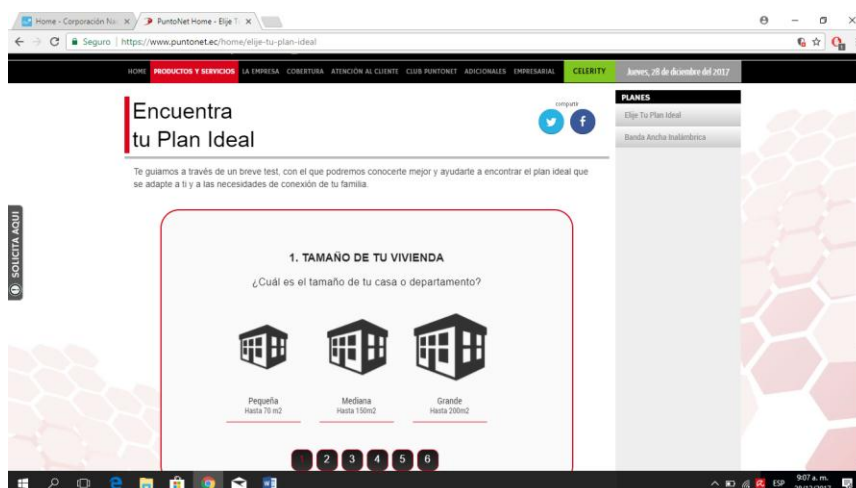 Home - Corporación Na
PuntoNet Home - Elije T
Seguro
https://www.puntonet.ec/home/elije-tu-plan-ideal
HOME PRODUCTOS Y SERVICIOS LA EMPRESA COBERTURA ATENCIÓN AL CLIENTE CLUB PUNTONET ADICIONALES EMPRESARIAL CELERITY Jueves, 28 de diciembre del 2017
Encuentra
tu Plan Ideal
compartir
PLANES
Elije Tu Plan Ideal
Banda Ancha Inalámbrica
Te guiamos a través de un breve test, con el que podremos conocerte mejor y ayudarte a encontrar el plan ideal que
se adapte a ti y a las necesidades de conexión de tu familia.
SOLICITA AQUI
1. TAMAÑO DE TU VIVIENDA
¿Cuál es el tamaño de tu casa o departamento?
Pequeña Mediana Grande
Hasta 70 m2 Hasta 150m2 Hasta 200m2
1 2 3 4 5 6
ESP
9:07 a. m.
28/12/2017